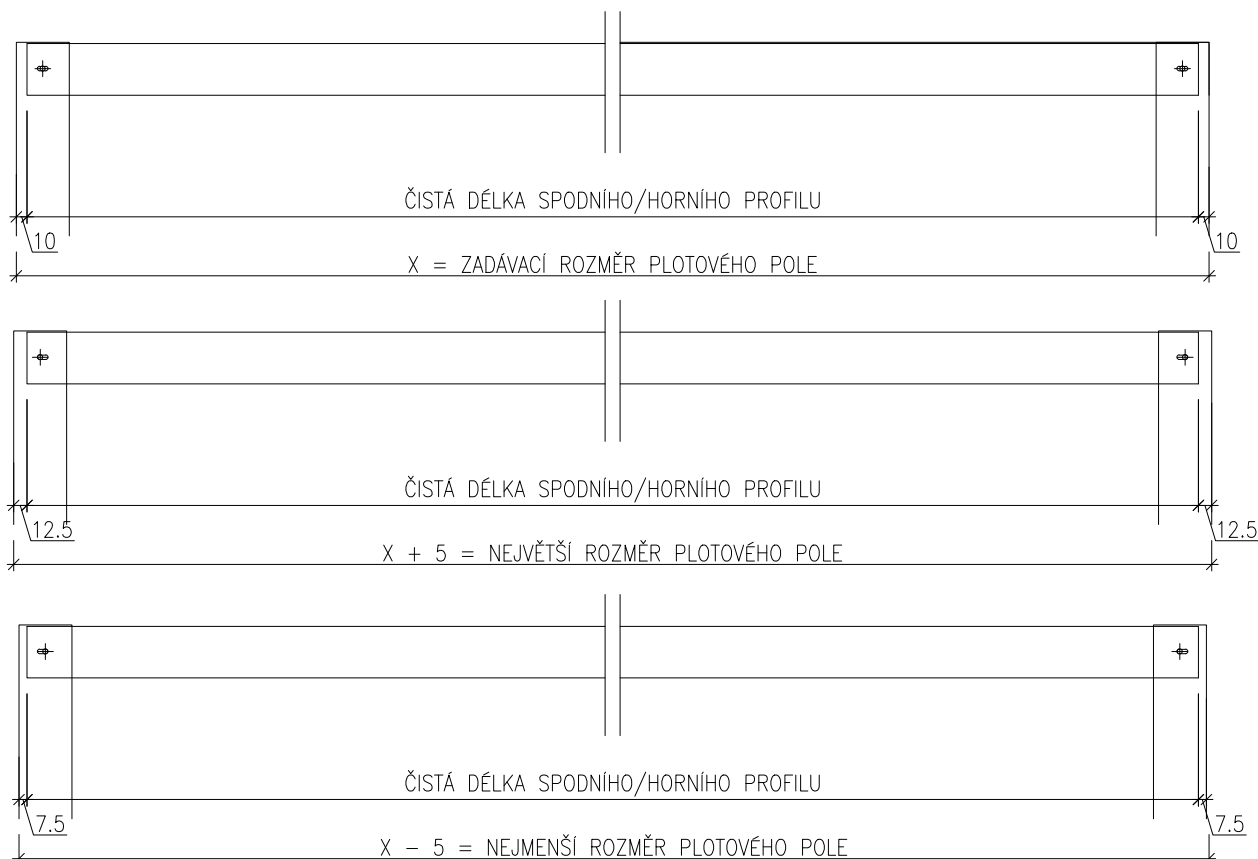 ČISTÁ DÉLKA SPODNÍHO/HORNÍHO PROFILU
10 10
X = ZADÁVACÍ ROZMĚR PLOTOVÉHO POLE
ČISTÁ DÉLKA SPODNÍHO/HORNÍHO PROFILU
12.5 12.5
X + 5 = NEJVĚTŠÍ ROZMĚR PLOTOVÉHO POLE
ČISTÁ DÉLKA SPODNÍHO/HORNÍHO PROFILU
7.5 7.5
X - 5 = NEJMENŠÍ ROZMĚR PLOTOVÉHO POLE